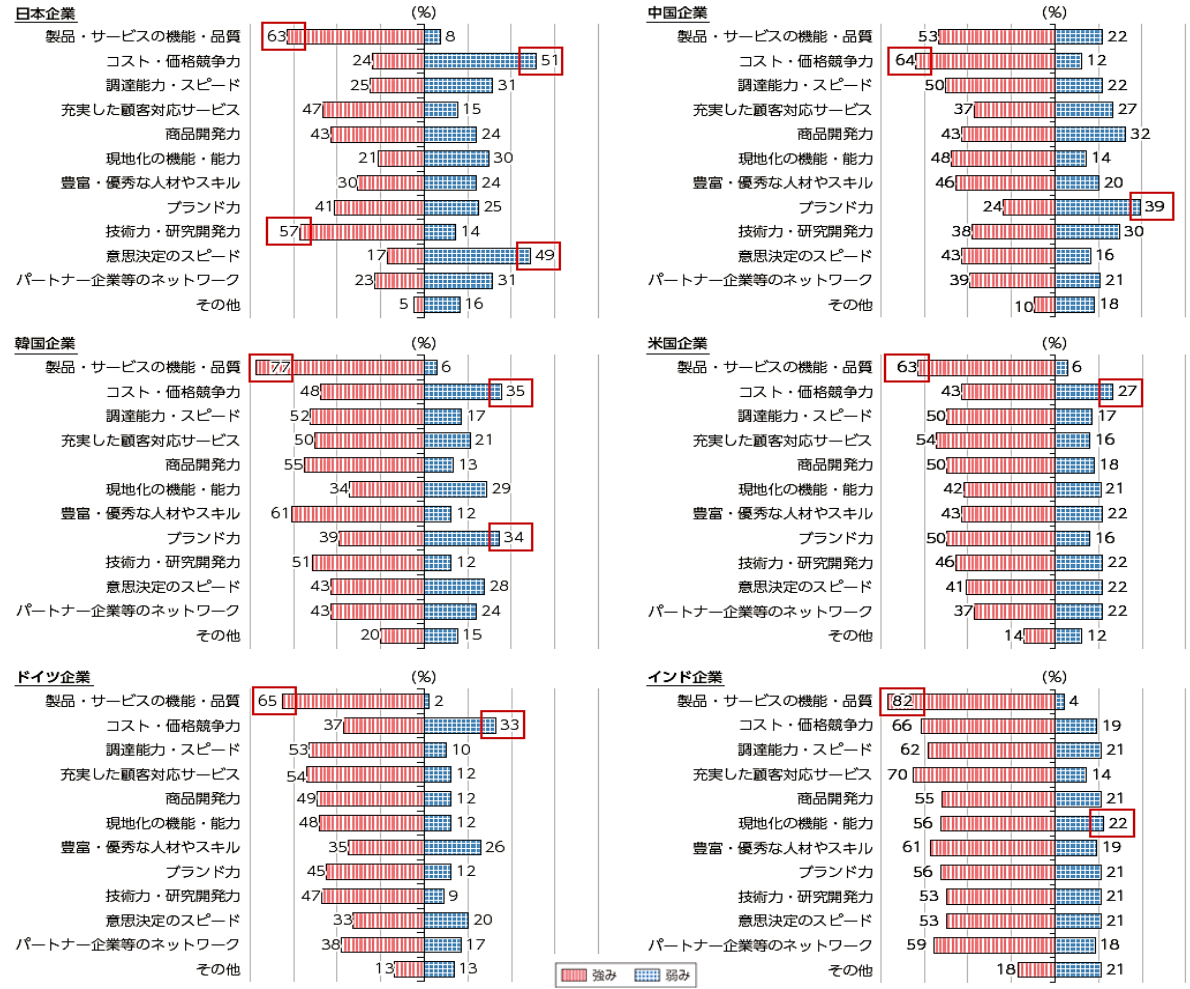 日本企業
(%)
製品・サービスの機能・品質 63 8
コスト・価格競争力 24 51
調達能力・スピード 25 31
充実した顧客対応サービス 47 15
商品開発力 43 24
現地化の機能・能力 21 30
豊富・優秀な人材やスキル 30 24
ブランド力 41 25
技術力・研究開発力 57 14
意思決定のスピード 17 49
パートナー企業等のネットワーク 23 31
その他 5 16
中国企業
(%)
製品・サービスの機能・品質 53 22
コスト・価格競争力 64 12
調達能力・スピード 50 22
充実した顧客対応サービス 37 27
商品開発力 43 32
現地化の機能・能力 48 14
豊富・優秀な人材やスキル 46 20
ブランド力 24 39
技術力・研究開発力 38 30
意思決定のスピード 43 16
パートナー企業等のネットワーク 39 21
その他 10 18
韓国企業
(%)
製品・サービスの機能・品質 77 6
コスト・価格競争力 48 35
調達能力・スピード 52 17
充実した顧客対応サービス 50 21
商品開発力 55 13
現地化の機能・能力 34 29
豊富・優秀な人材やスキル 61 12
ブランド力 39 34
技術力・研究開発力 51 12
意思決定のスピード 43 28
パートナー企業等のネットワーク 43 24
その他 20 15
米国企業
(%)
製品・サービスの機能・品質 63 6
コスト・価格競争力 43 27
調達能力・スピード 50 17
充実した顧客対応サービス 54 16
商品開発力 50 18
現地化の機能・能力 42 21
豊富・優秀な人材やスキル 43 22
ブランド力 50 16
技術力・研究開発力 46 22
意思決定のスピード 41 22
パートナー企業等のネットワーク 37 22
その他 14 12
ドイツ企業
(%)
製品・サービスの機能・品質 65 2
コスト・価格競争力 37 33
調達能力・スピード 53 10
充実した顧客対応サービス 54 12
商品開発力 49 12
現地化の機能・能力 48 12
豊富・優秀な人材やスキル 35 26
ブランド力 45 12
技術力・研究開発力 47 9
意思決定のスピード 33 20
パートナー企業等のネットワーク 38 17
その他 13 13
インド企業
(%)
製品・サービスの機能・品質 82 4
コスト・価格競争力 66 19
調達能力・スピード 62 21
充実した顧客対応サービス 70 14
商品開発力 55 21
現地化の機能・能力 56 22
豊富・優秀な人材やスキル 61 19
ブランド力 56 21
技術力・研究開発力 53 21
意思決定のスピード 53 21
パートナー企業等のネットワーク 59 18
その他 18 21
強み 弱み